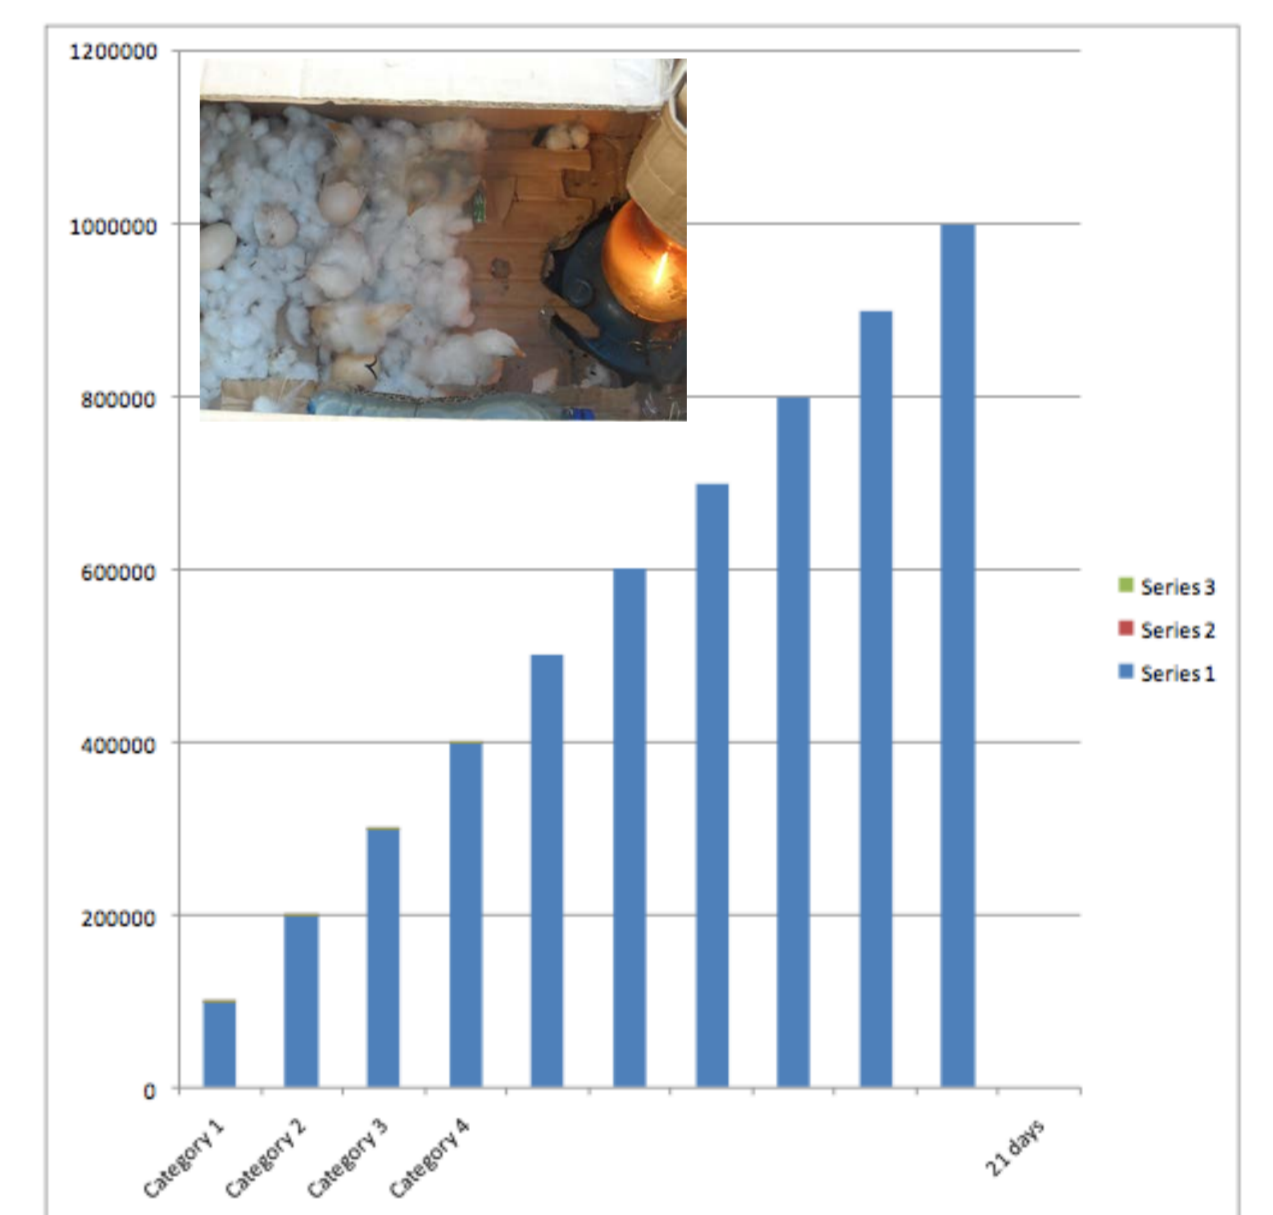 1200000
1000000
800000
600000
400000
200000
0
Category 1
Category 2
Category 3
Category 4
21 days
Series 3
Series 2
Series 1